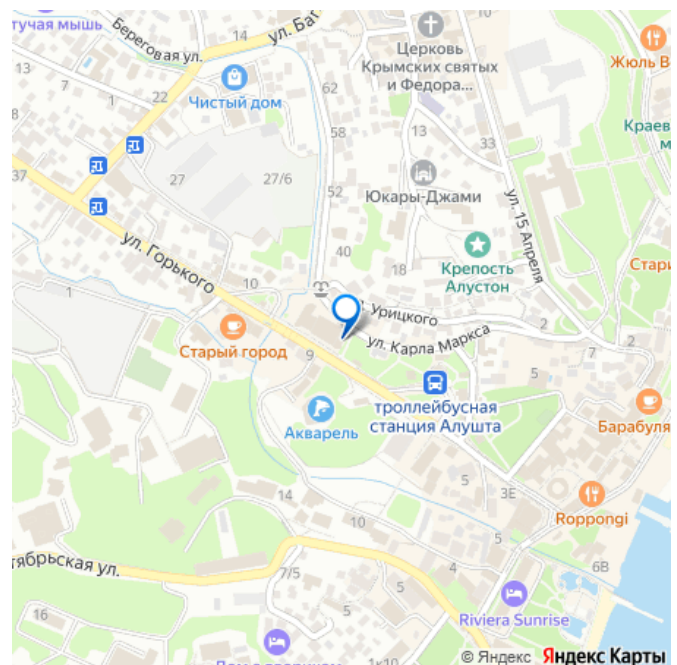 тучая мышь
Береговая ул.
ул. Баг
14
62
13
7
1
22
Чистый дом
58
Церковь
Крымских святых
и Федора...
Жюль В
13
33
Краев
м
37
27
27/6
52
Юкары-Джами
ул. 15 Апреля
ул. Горького
40
18
Крепость
Алустон
Стари
1
10
Урицкого
2
2
ул. Карла Маркса
7
Старый город
9
троллейбусная
станция Алушта
Акварель
5
Барабуля
14
10
3Е
Roppongi
4
тябрьская ул.
5
7/5
5
4
6В
16
5
5
Riviera Sunrise
1к10
© Яндекс Яндекс Карты